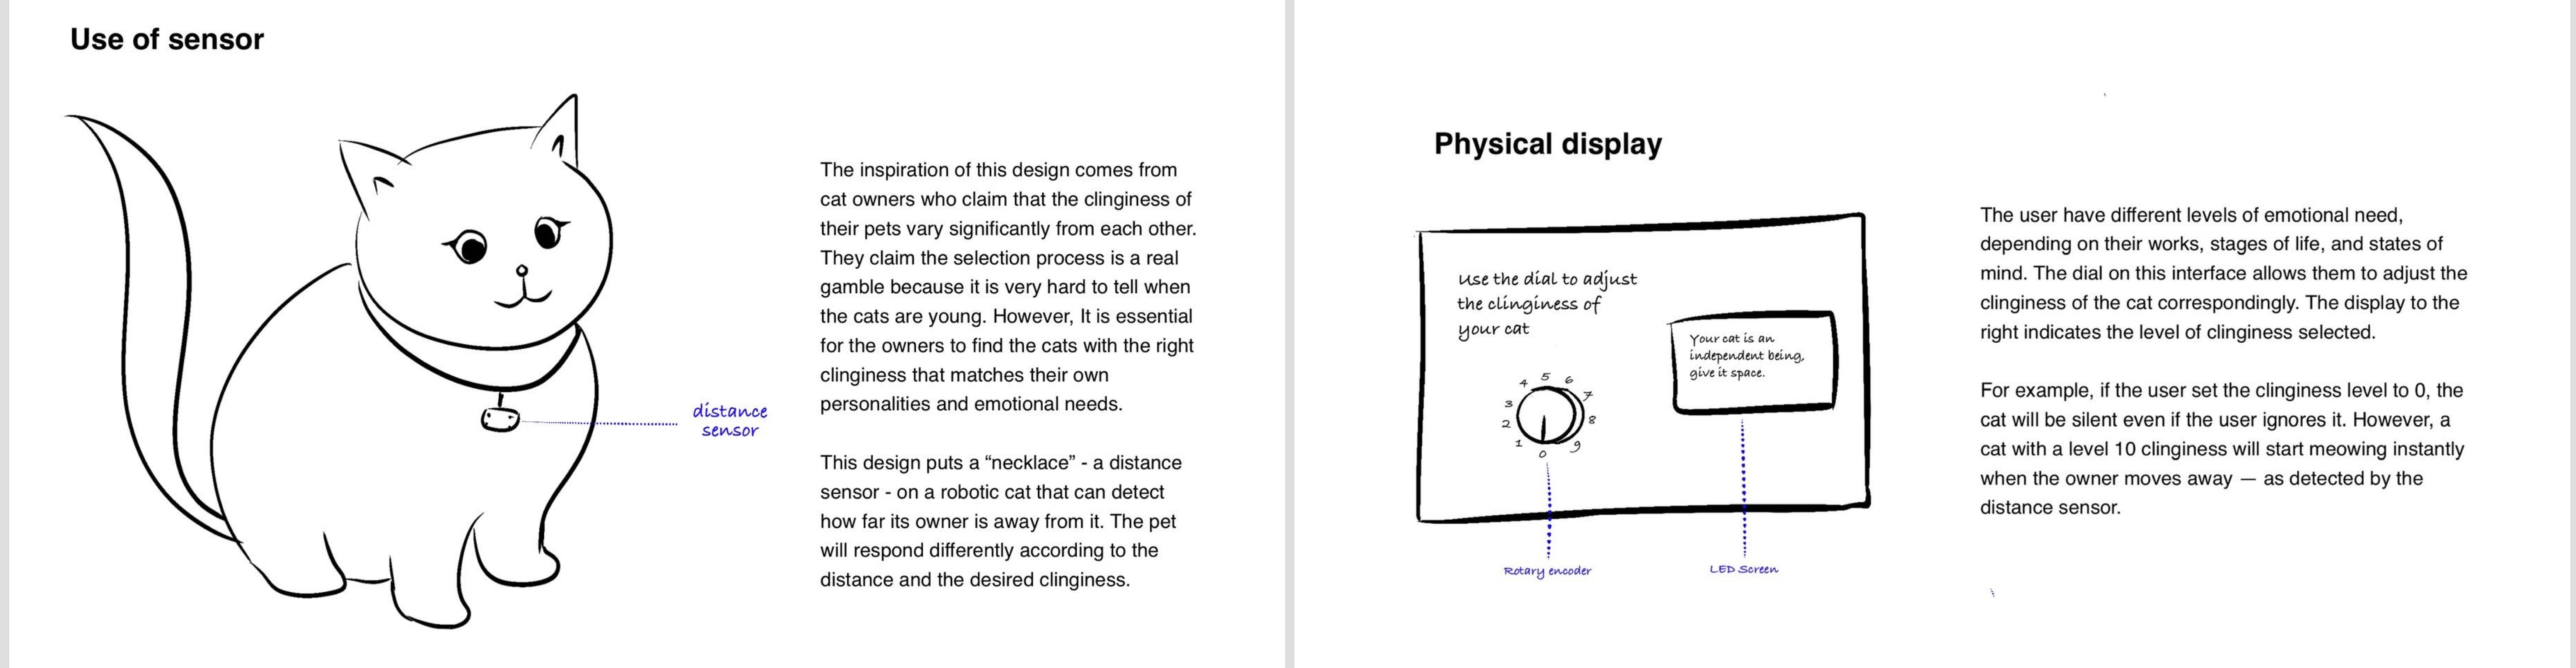 Use of sensor
distance
sensor
The inspiration of this design comes from
cat owners who claim that the clinginess of
their pets vary significantly from each other.
They claim the selection process is a real
gamble because it is very hard to tell when
the cats are young. However, It is essential
for the owners to find the cats with the right
clinginess that matches their own
personalities and emotional needs.
This design puts a “necklace” - a distance
sensor - on a robotic cat that can detect
how far its owner is away from it. The pet
will respond differently according to the
distance and the desired clinginess.
Physical display
Use the dial to adjust
the clinginess of
your cat
0
1
2
3
4
5
6
7
8
9
Your cat is an
independent being,
give it space.
Rotary encoder
LED Screen
The user have different levels of emotional need,
depending on their works, stages of life, and states of
mind. The dial on this interface allows them to adjust the
clinginess of the cat correspondingly. The display to the
right indicates the level of clinginess selected.
For example, if the user set the clinginess level to 0, the
cat will be silent even if the user ignores it. However, a
cat with a level 10 clinginess will start meowing instantly
when the owner moves away — as detected by the
distance sensor.